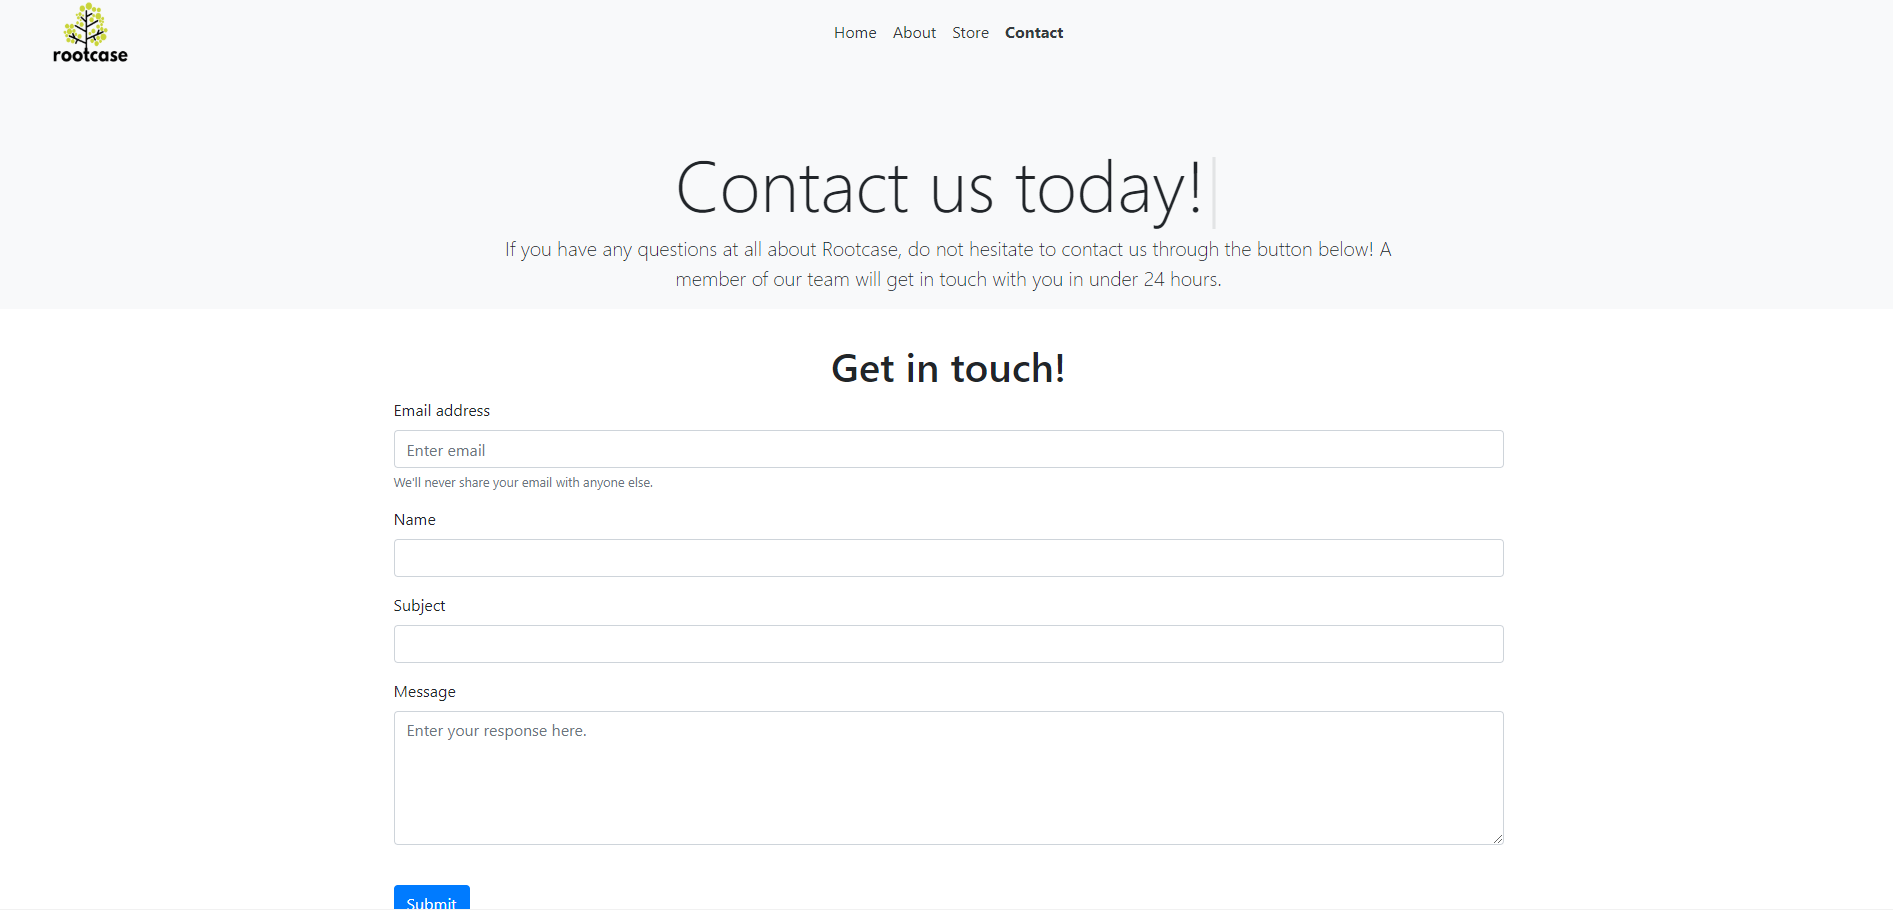 rootcase
Home About Store Contact
Contact us today!
If you have any questions at all about Rootcase, do not hesitate to contact us through the button below! A
member of our team will get in touch with you in under 24 hours.
Get in touch!
Email address
Enter email
We'll never share your email with anyone else.
Name
Subject
Message
Enter your response here.
Submit